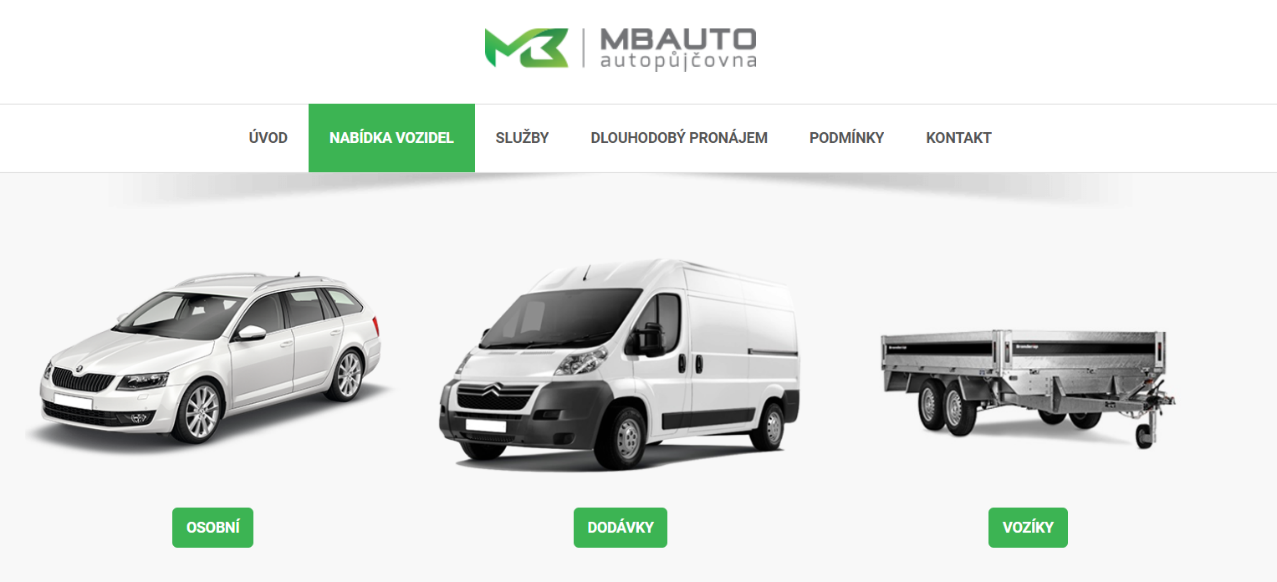 MBAUTO
autopůjčovna
ÚVOD NABÍDKA VOZIDEL SLUŽBY DLOUHODOBÝ PRONÁJEM PODMÍNKY KONTAKT
OSOBNÍ DODÁVKY VOZÍKY